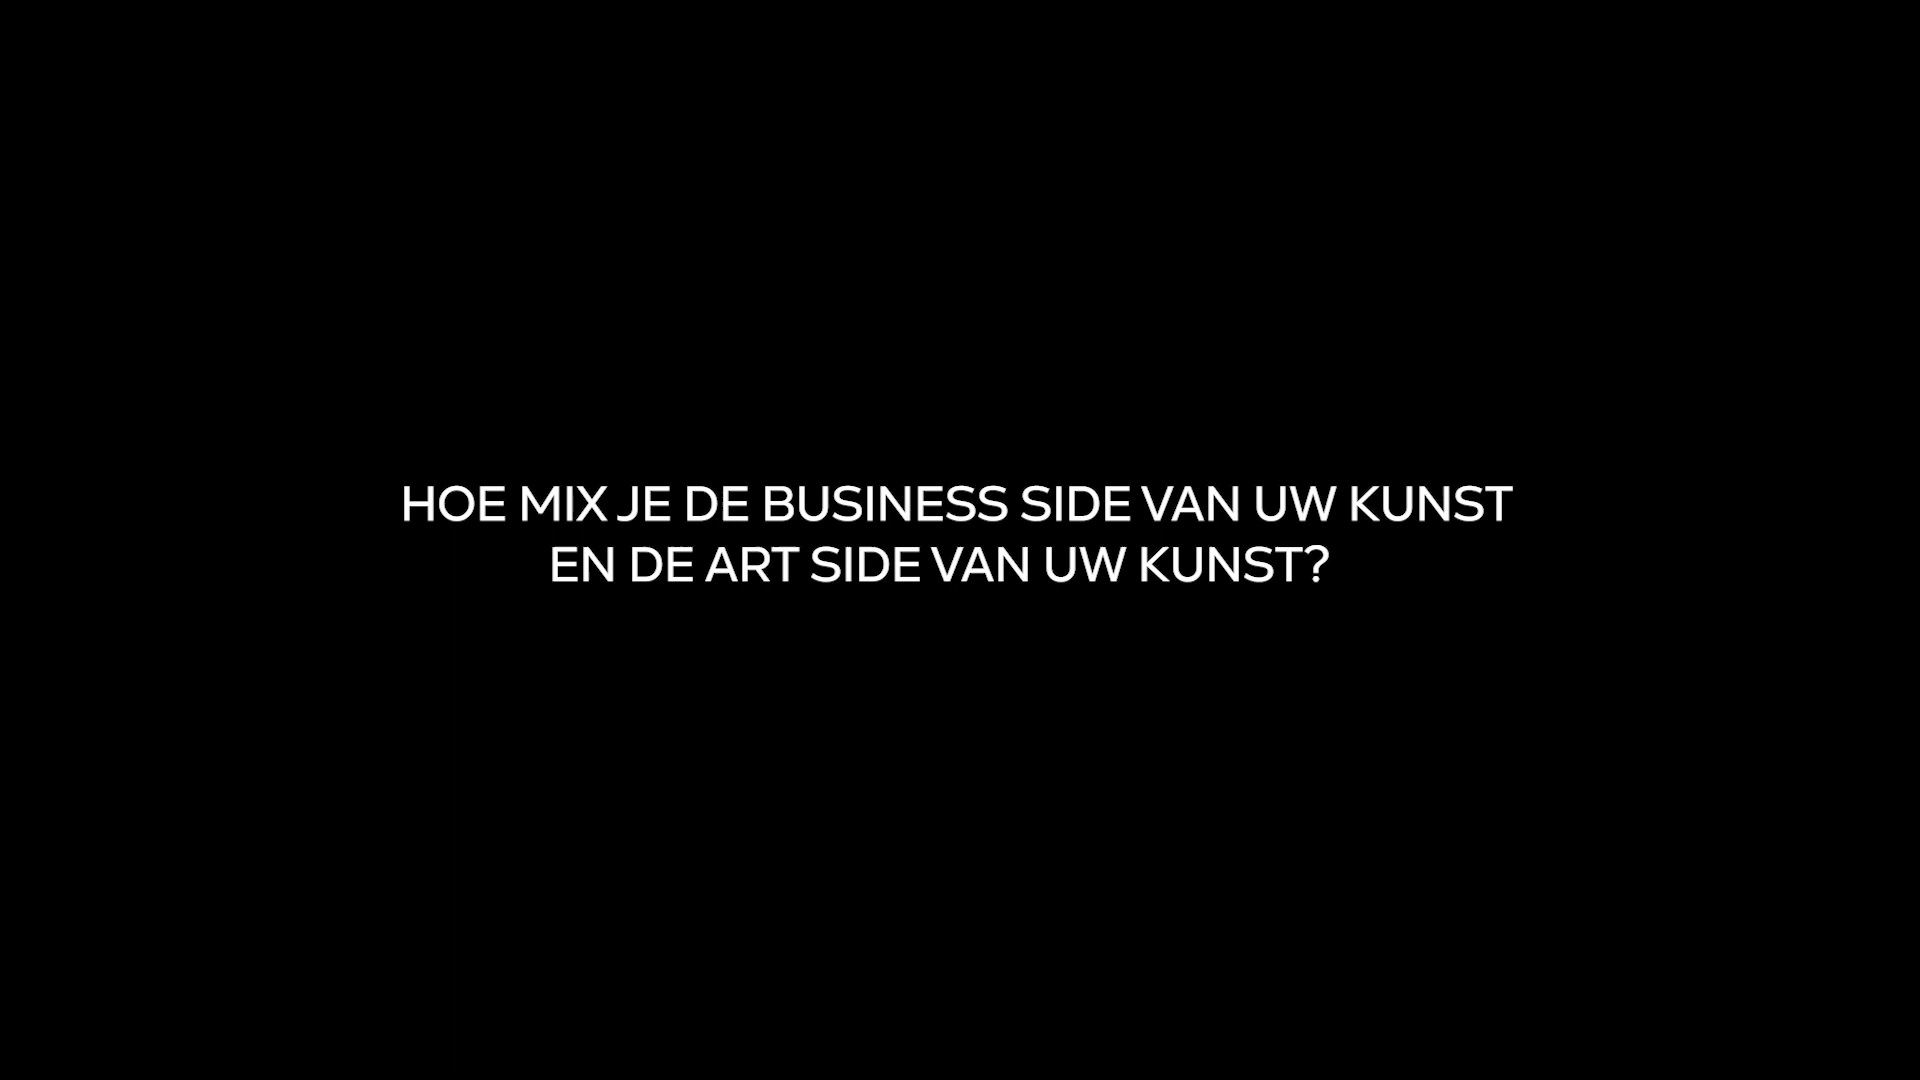 HOE MIX JE DE BUSINESS SIDE VAN UW KUNST
EN DE ART SIDE VAN UW KUNST?